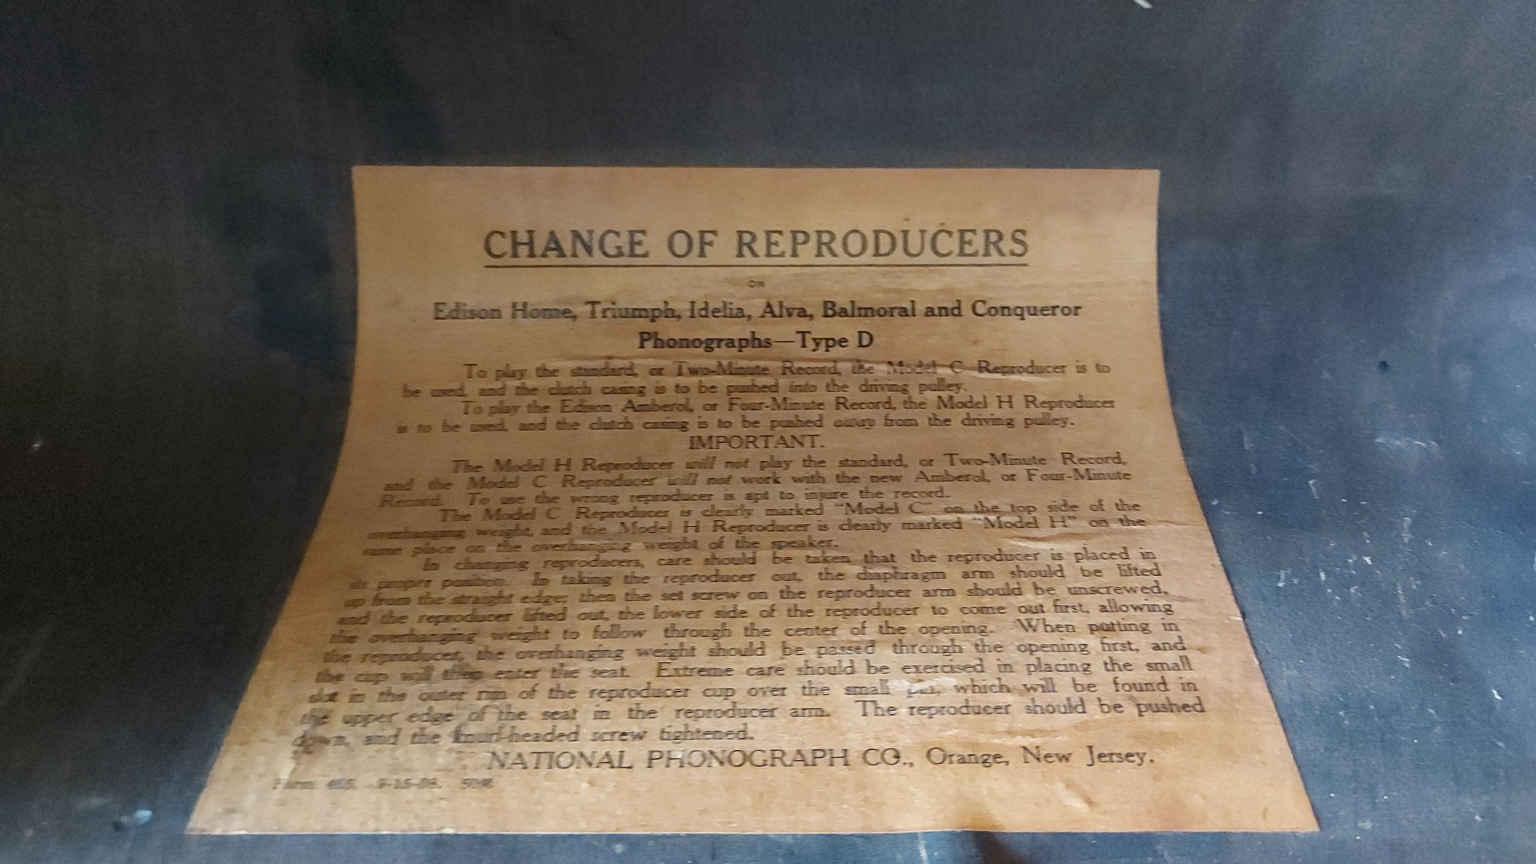 CHANGE OF REPRODUCERS
ON
Edison Home, Triumph, Idelia, Alva, Balmoral and Conqueror
Phonographs—Type D
To play the standard, or Two-Minute Record, the Model C Reproducer is to
be used, and the clutch casing is to be pushed into the driving pulley.
To play the Edison Amberol, or Four-Minute Record, the Model H Reproducer
is to be used, and the clutch casing is to be pushed away from the driving pulley.
IMPORTANT.
The Model H Reproducer will not play the standard, or Two-Minute Record,
and the Model C Reproducer will not work with the new Amberol, or Four-Minute
Record. To use the wrong reproducer is apt to injure the record.
The Model C Reproducer is clearly marked "Model C" on the top side of the
overhanging weight, and the Model H Reproducer is clearly marked "Model H" on the
same place on the overhanging weight of the speaker.
In changing reproducers, care should be taken that the reproducer is placed in
its proper position. In taking the reproducer out, the diaphragm arm should be lifted
up from the straight edge; then the set screw on the reproducer arm should be unscrewed,
and the reproducer lifted out, the lower side of the reproducer to come out first, allowing
the overhanging weight to follow through the center of the opening. When putting in
the reproducer, the overhanging weight should be passed through the opening first, and
the cup will then enter the seat. Extreme care should be exercised in placing the small
slot in the outer rim of the reproducer cup over the small pin, which will be found in
the upper edge of the seat in the reproducer arm. The reproducer should be pushed
down, and the knurl-headed screw tightened.
NATIONAL PHONOGRAPH CO., Orange, New Jersey.
Form